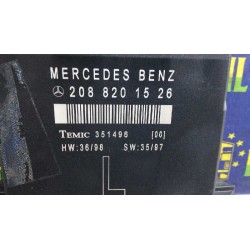 MERCEDES BENZ
208 820 15 26
TEMIC 351496 [00]
HW:36/98 SW:35/97
L